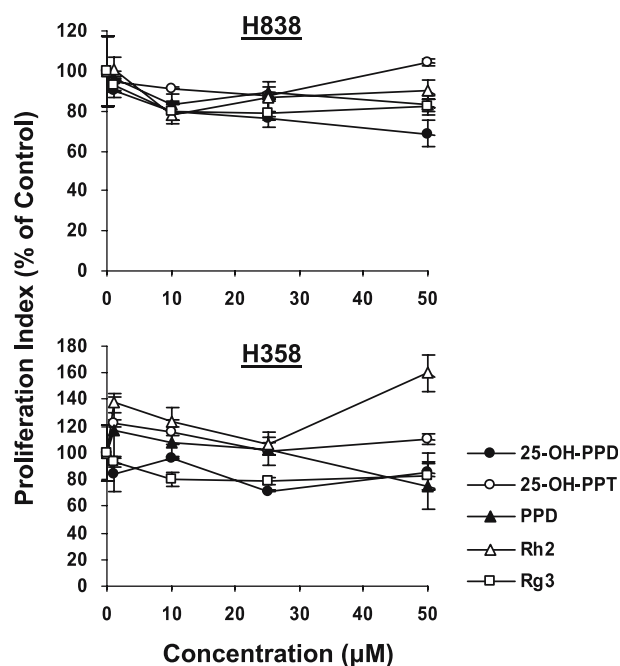 H838
120
100
80
60
40
20
0
0 10 20 30 40 50
H358
180
160
140
120
100
80
60
40
20
0
0 10 20 30 40 50
Proliferation Index (% of Control)
Concentration (µM)
25-OH-PPD
25-OH-PPT
PPD
Rh2
Rg3